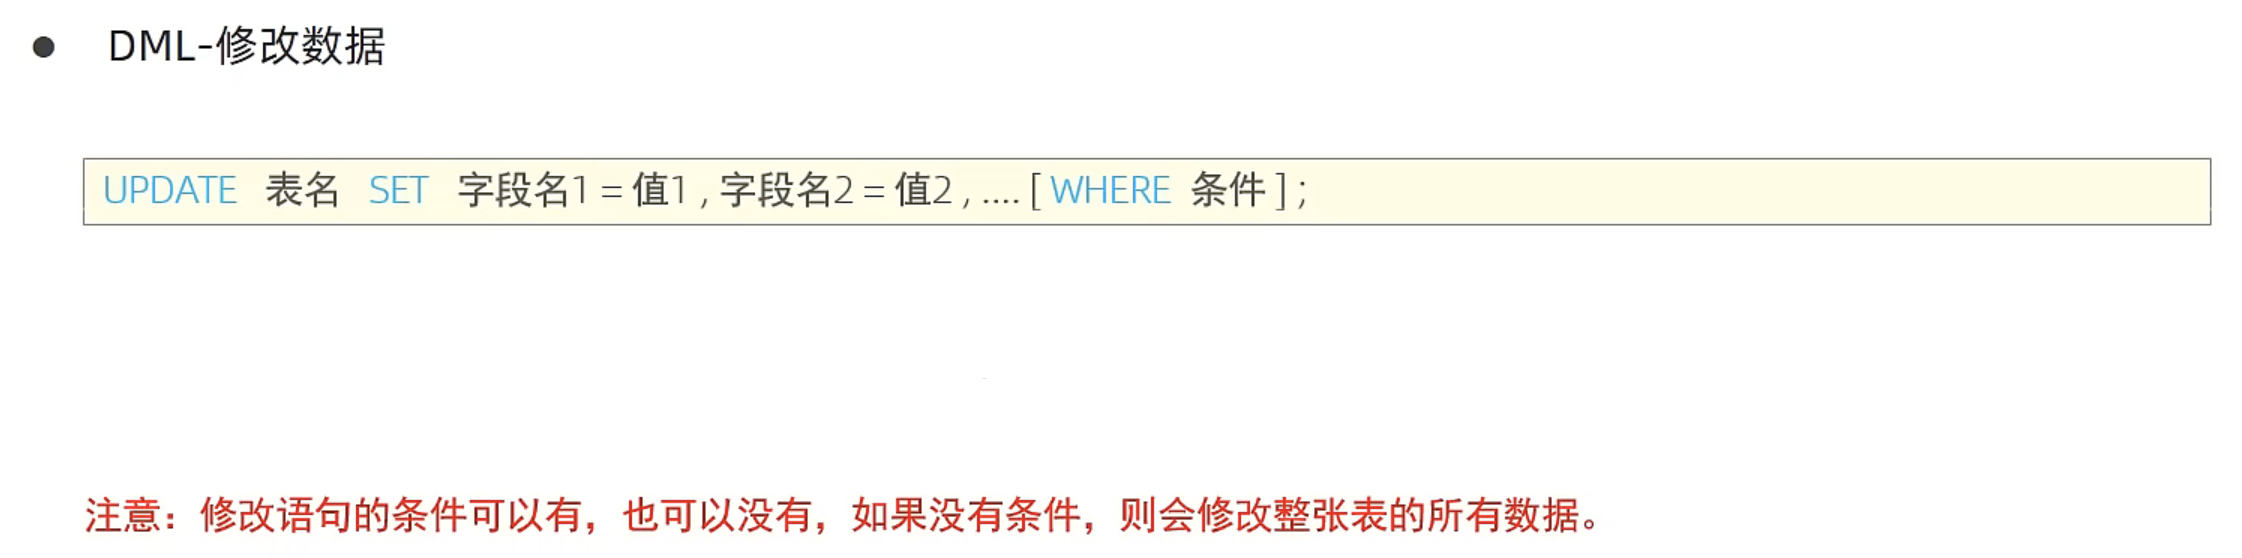 ● DML-修改数据
UPDATE 表名 SET 字段名1 = 值1 , 字段名2 = 值2 , .... [ WHERE 条件 ] ;
注意：修改语句的条件可以有，也可以没有，如果没有条件，则会修改整张表的所有数据。